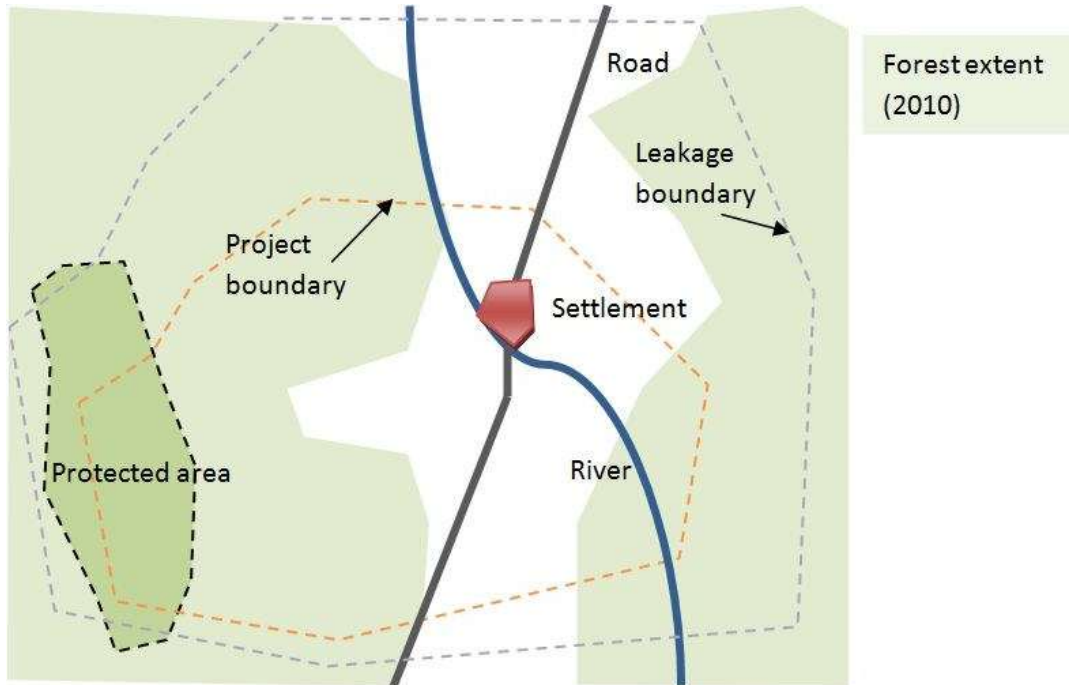 Road
Forest extent
(2010)
Leakage
boundary
Project
boundary
Settlement
Protected area
River